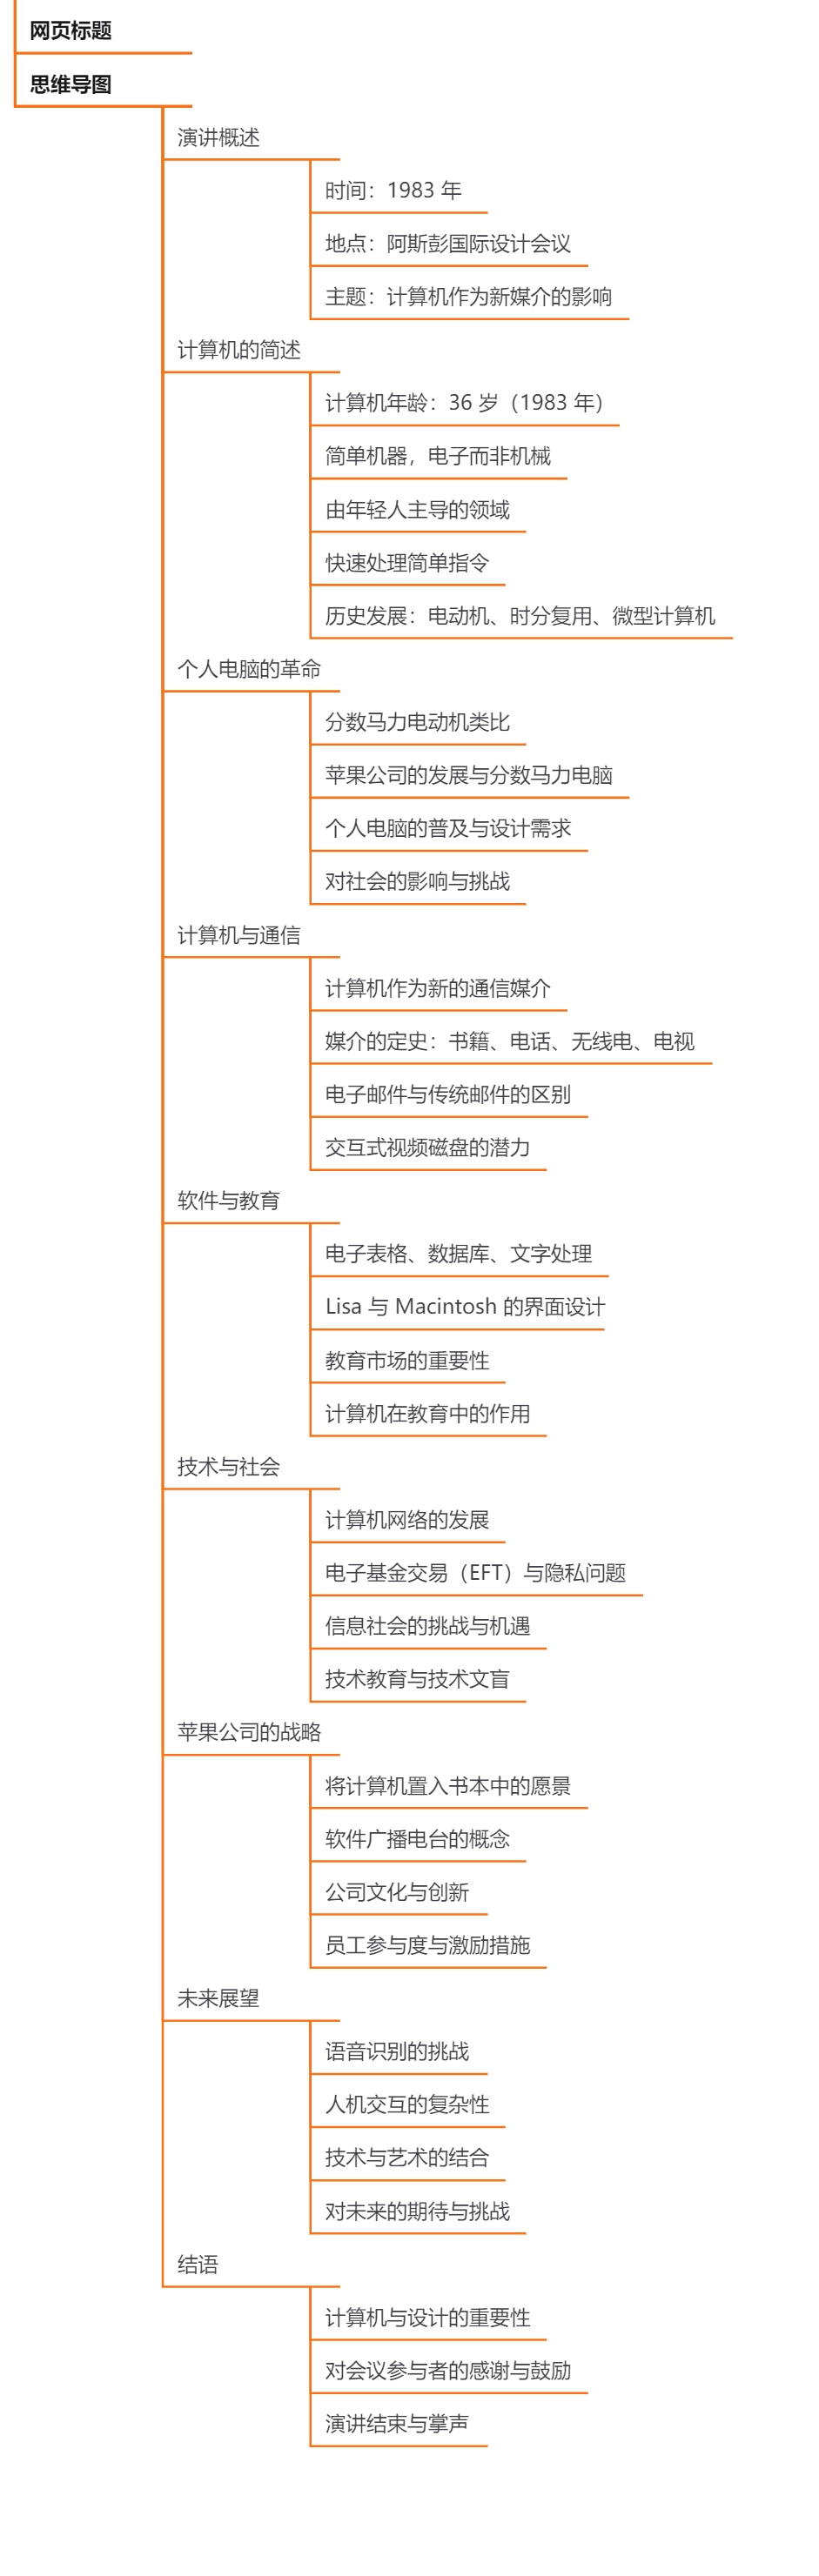 网页标题
思维导图
演讲概述
时间：1983 年
地点：阿斯彭国际设计会议
主题：计算机作为新媒介的影响
计算机的简述
计算机年龄：36 岁（1983 年）
简单机器，电子而非机械
由年轻人主导的领域
快速处理简单指令
历史发展：电动机、时分复用、微型计算机
个人电脑的革命
分数马力电动机类比
苹果公司的发展与分数马力电脑
个人电脑的普及与设计需求
对社会的影响与挑战
计算机与通信
计算机作为新的通信媒介
媒介的定史：书籍、电话、无线电、电视
电子邮件与传统邮件的区别
交互式视频磁盘的潜力
软件与教育
电子表格、数据库、文字处理
Lisa 与 Macintosh 的界面设计
教育市场的重要性
计算机在教育中的作用
技术与社会
计算机网络的发展
电子基金交易（EFT）与隐私问题
信息社会的挑战与机遇
技术教育与技术文盲
苹果公司的战略
将计算机置入书本中的愿景
软件广播电台的概念
公司文化与创新
员工参与度与激励措施
未来展望
语音识别的挑战
人机交互的复杂性
技术与艺术的结合
对未来的期待与挑战
结语
计算机与设计的重要性
对会议参与者的感谢与鼓励
演讲结束与掌声